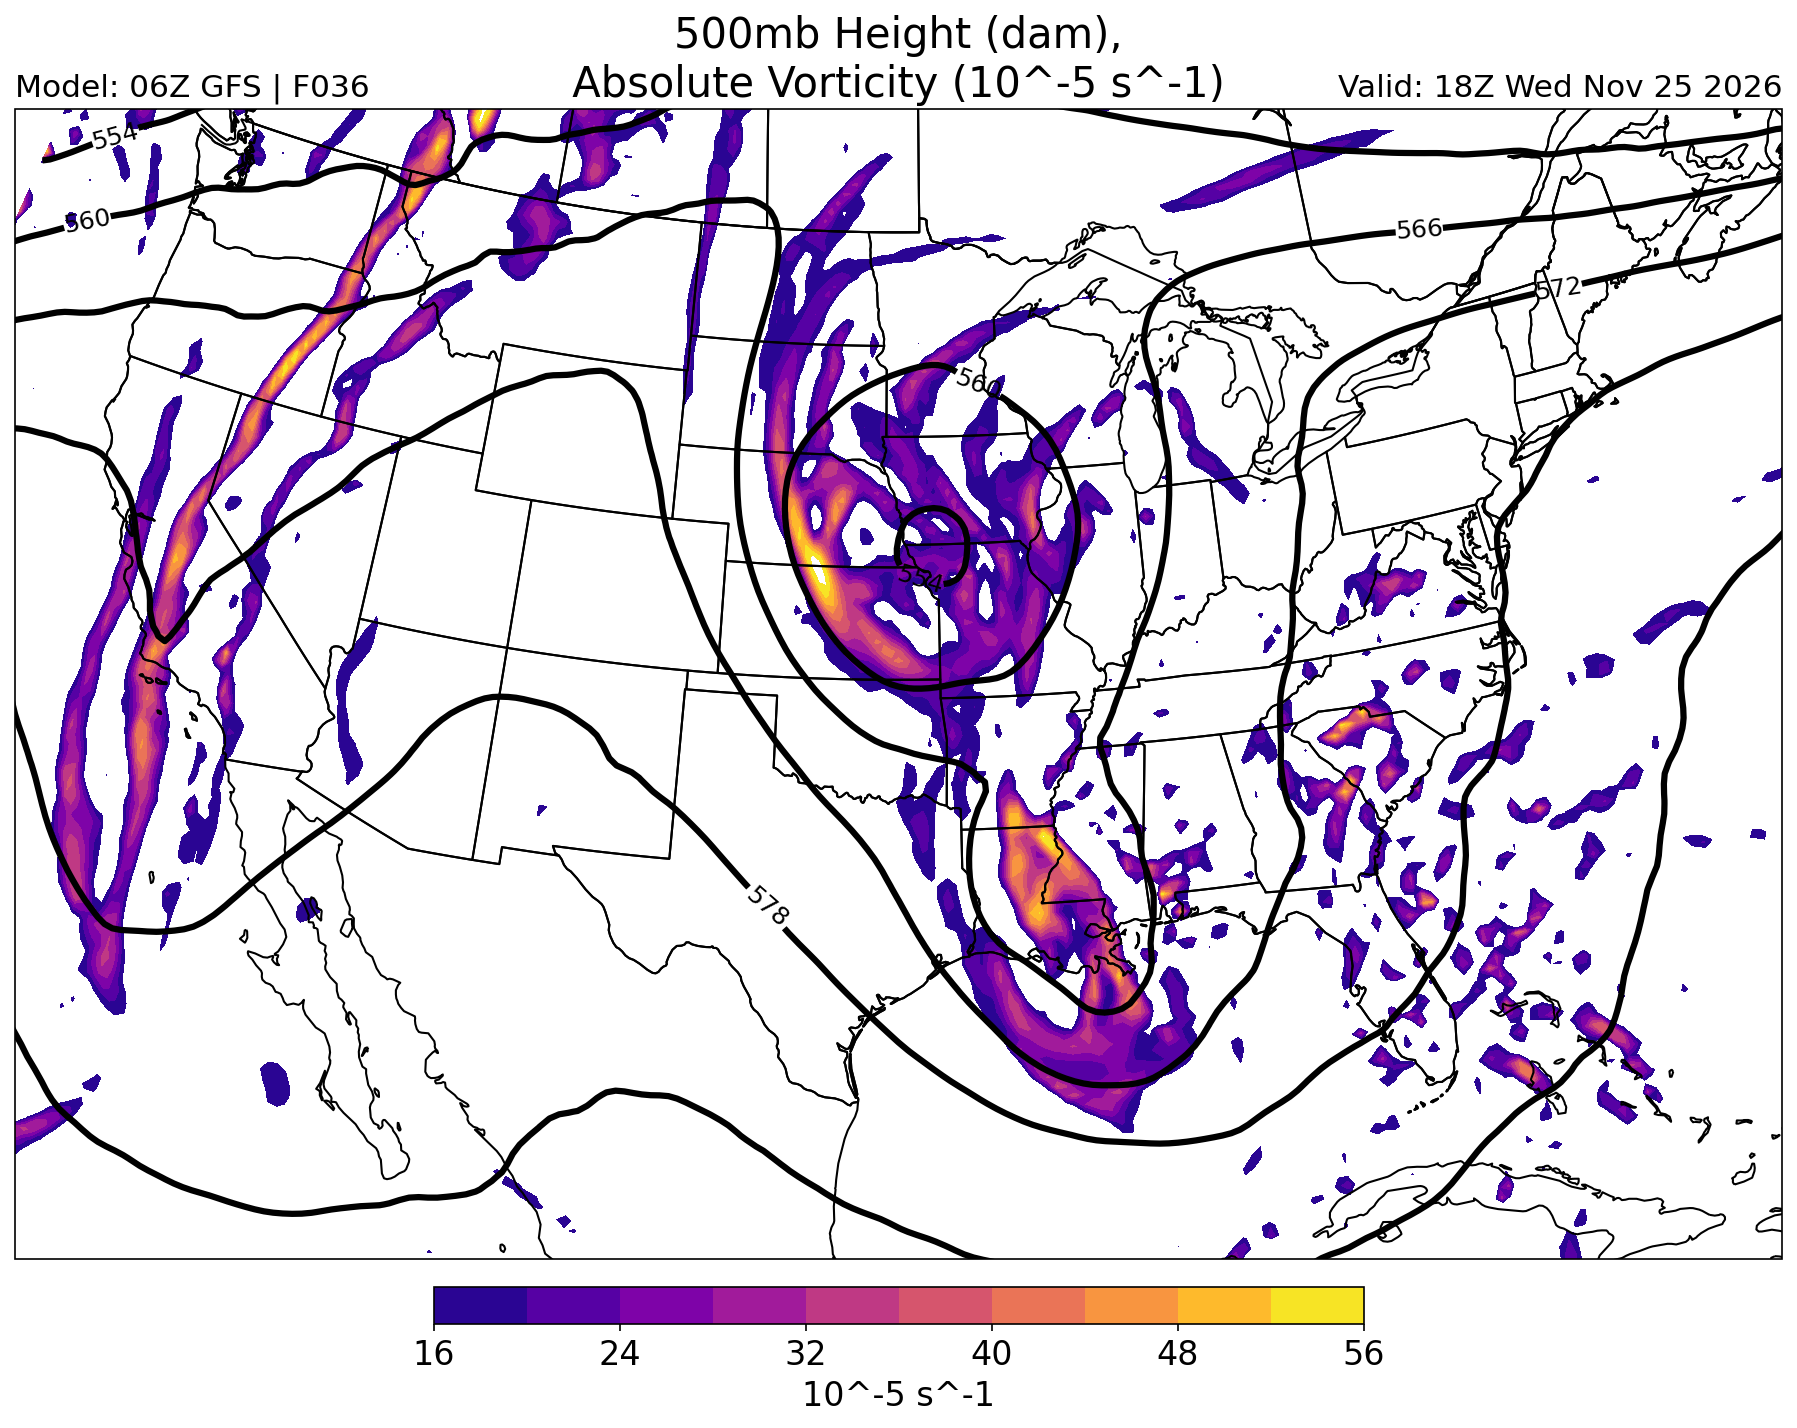 500mb Height (dam),
Model: 06Z GFS | F036
Absolute Vorticity (10^-5 s^-1)
Valid: 18Z Wed Nov 25 2026
554
560
566
572
560
554
578
16 24 32 40 48 56
10^-5 s^-1